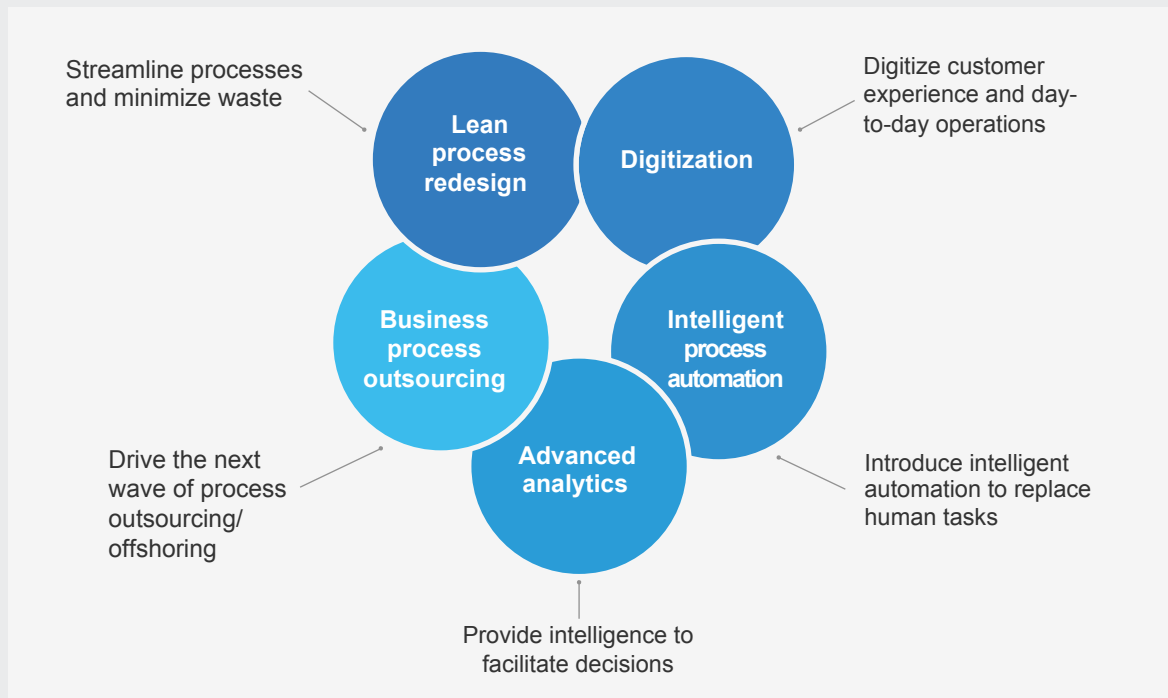 Streamline processes
and minimize waste
Lean
process
redesign
Digitization
Digitize customer
experience and day-
to-day operations
Business
process
outsourcing
Intelligent
process
automation
Advanced
analytics
Drive the next
wave of process
outsourcing/
offshoring
Introduce intelligent
automation to replace
human tasks
Provide intelligence to
facilitate decisions